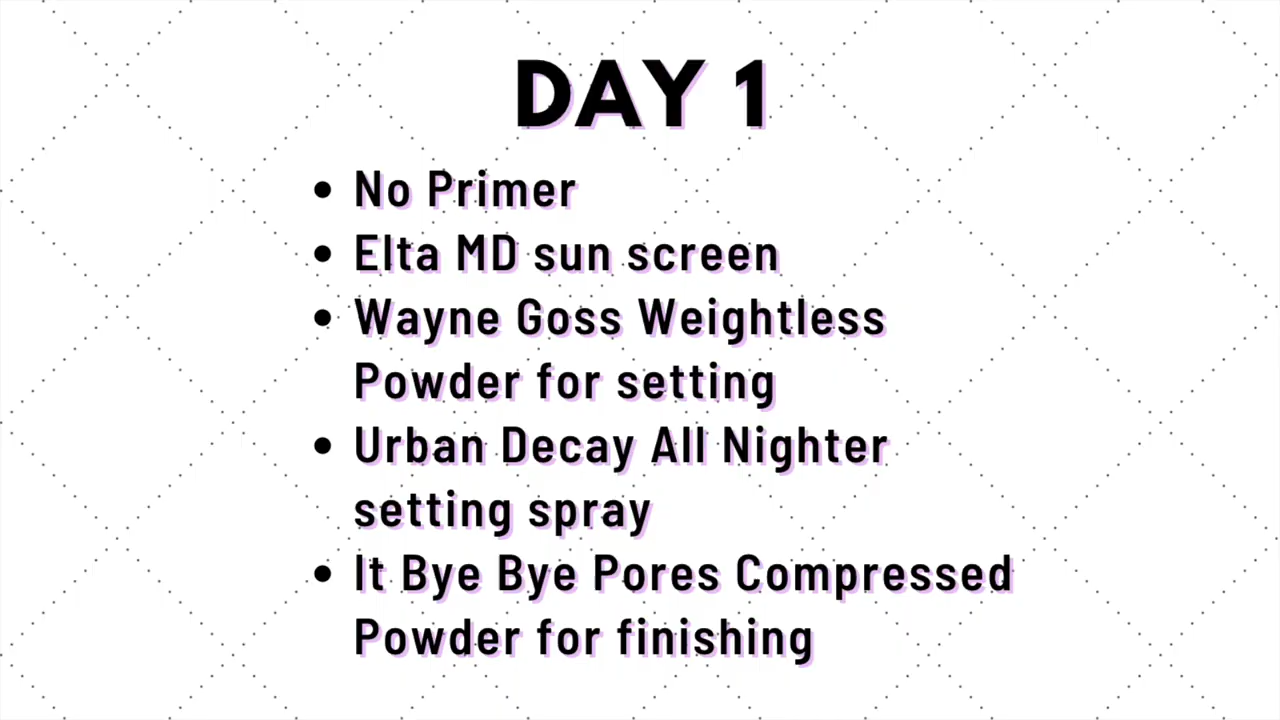 DAY 1
• No Primer
• Elta MD sun screen
• Wayne Goss Weightless
Powder for setting
• Urban Decay All Nighter
setting spray
• It Bye Bye Pores Compressed
Powder for finishing